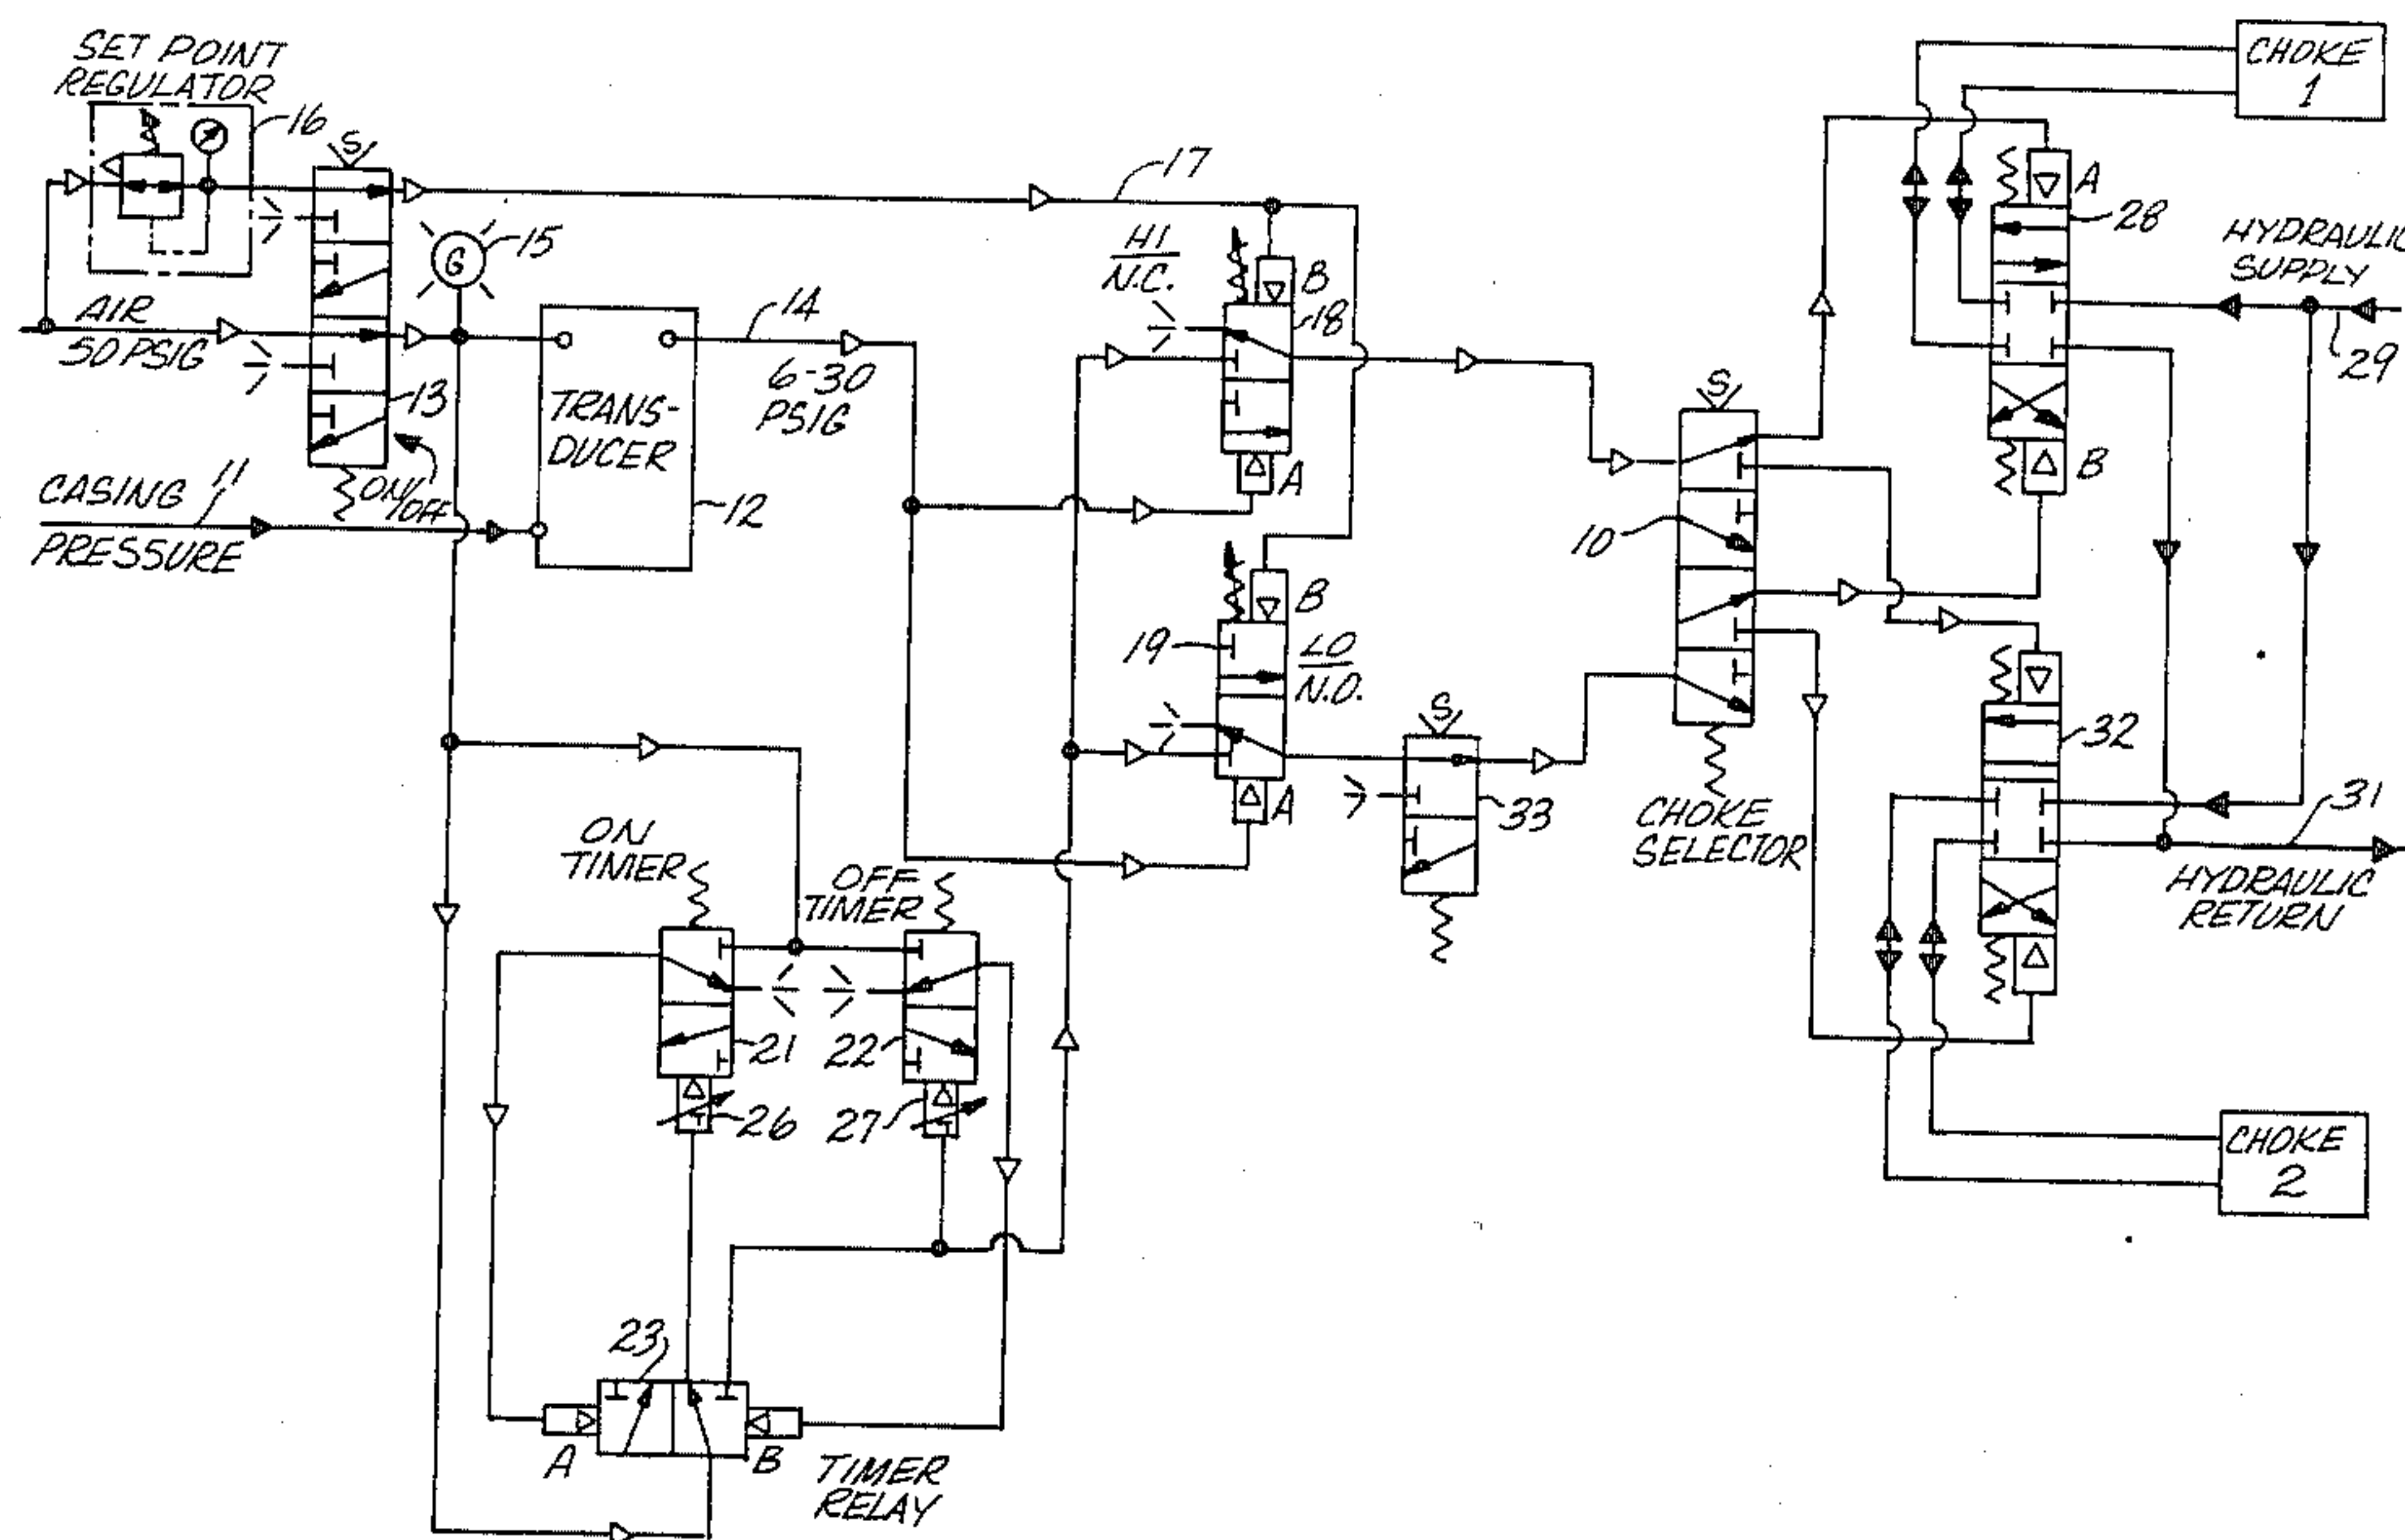 SET POINT
REGULATOR
16
S
17
CHOKE
1
A
28
HYDRAULIC
SUPPLY
G
15
HI
N.C.
B
18
AIR
50 PSIG
14
6-30
PSIG
29
13
TRANS-
DUCER
S
A
B
CASING 11
PRESSURE
ON/OFF
12
10
B
19
LO
N.O.
S
32
A
33
CHOKE
SELECTOR
31
HYDRAULIC
RETURN
ON
TIMER
OFF
TIMER
21
22
26
27
CHOKE
2
23
A
B
TIMER
RELAY